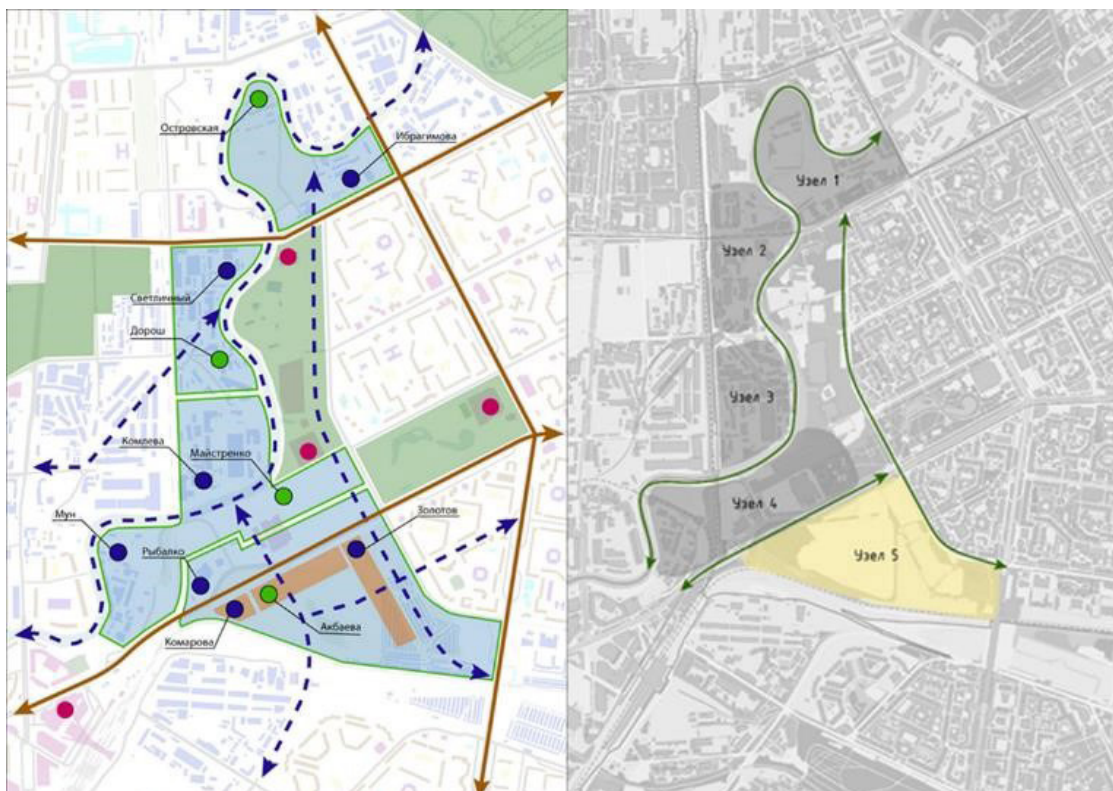 Островская
Ибрагимова
Светличный
Дорош
Комлева
Майстренко
Мун
Золотов
Рыбалко
Акбаева
Комарова
Узел 1
Узел 2
Узел 3
Узел 4
Узел 5